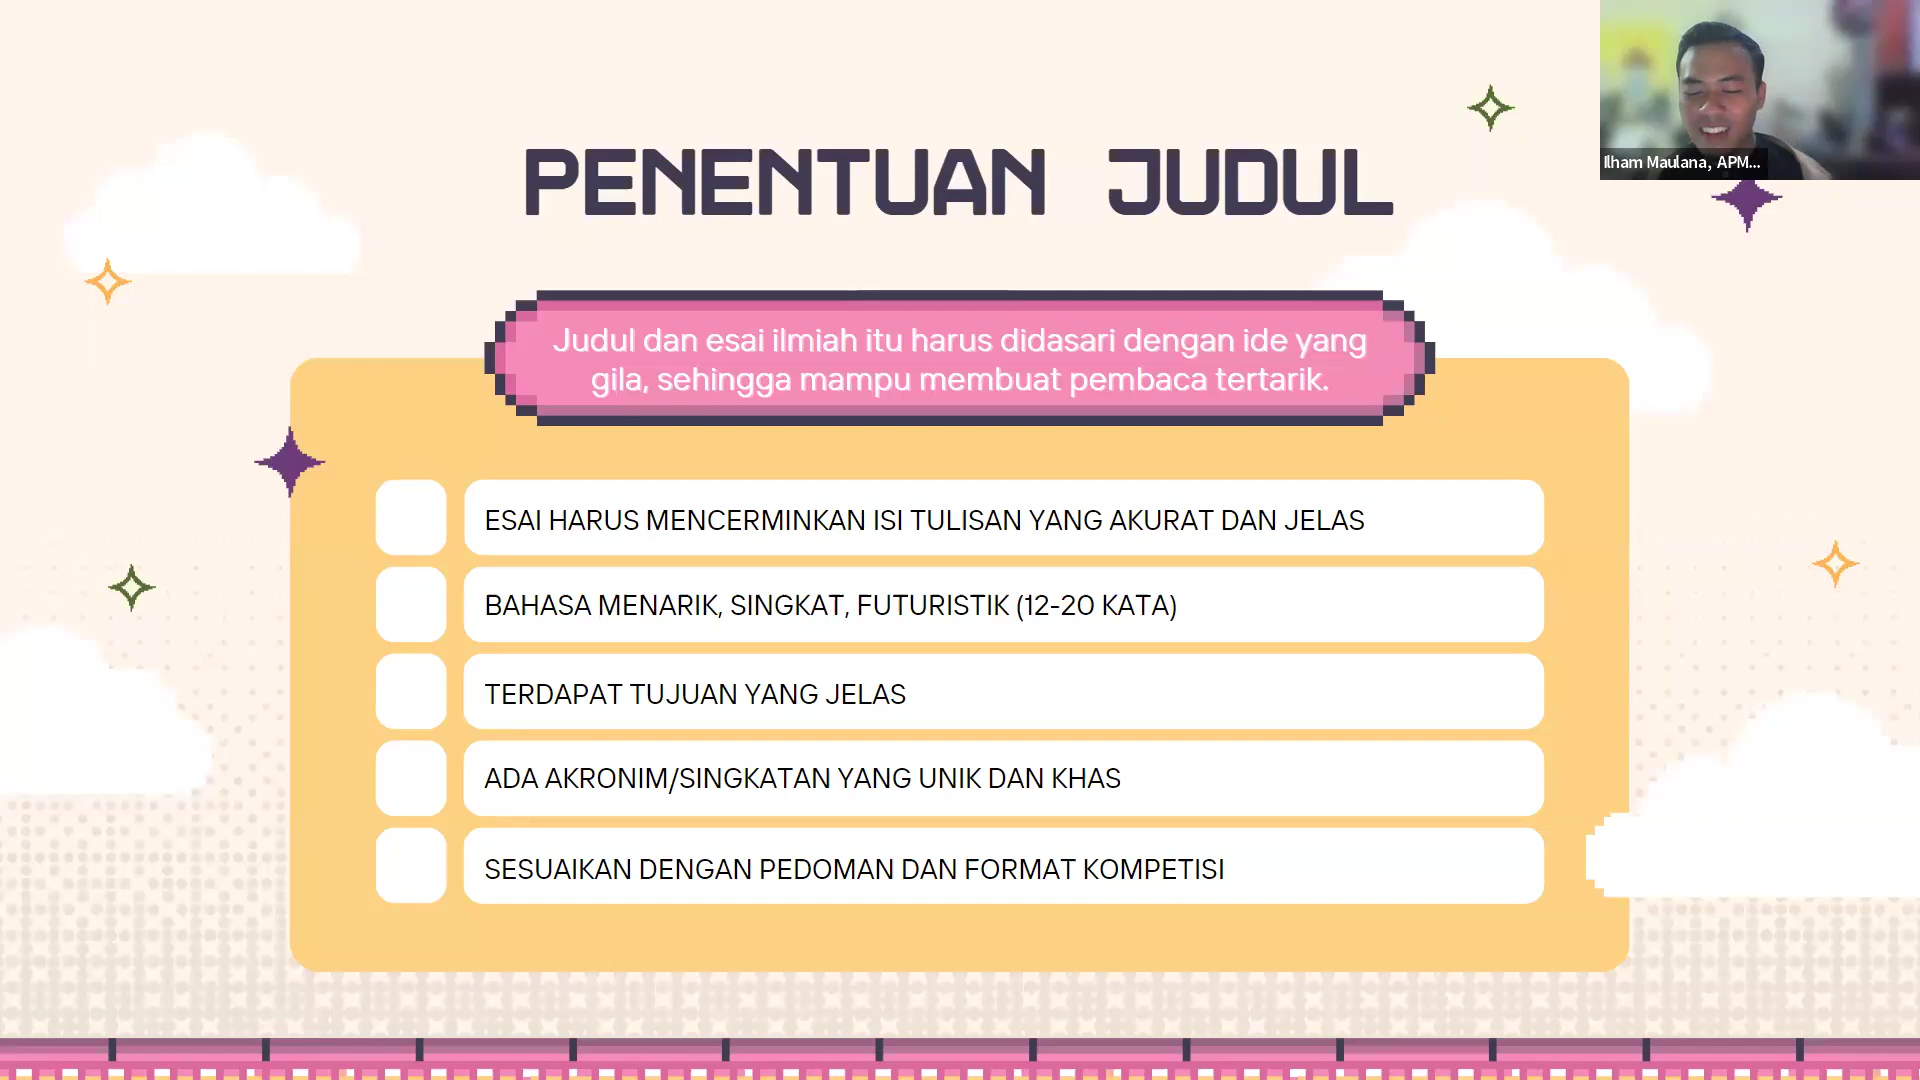 Ilham Maulana, APM...
PENENTUAN JUDUL
Judul dan esai ilmiah itu harus didasari dengan ide yang
gila, sehingga mampu membuat pembaca tertarik.
ESAI HARUS MENCERMINKAN ISI TULISAN YANG AKURAT DAN JELAS
BAHASA MENARIK, SINGKAT, FUTURISTIK (12-20 KATA)
TERDAPAT TUJUAN YANG JELAS
ADA AKRONIM/SINGKATAN YANG UNIK DAN KHAS
SESUAIKAN DENGAN PEDOMAN DAN FORMAT KOMPETISI